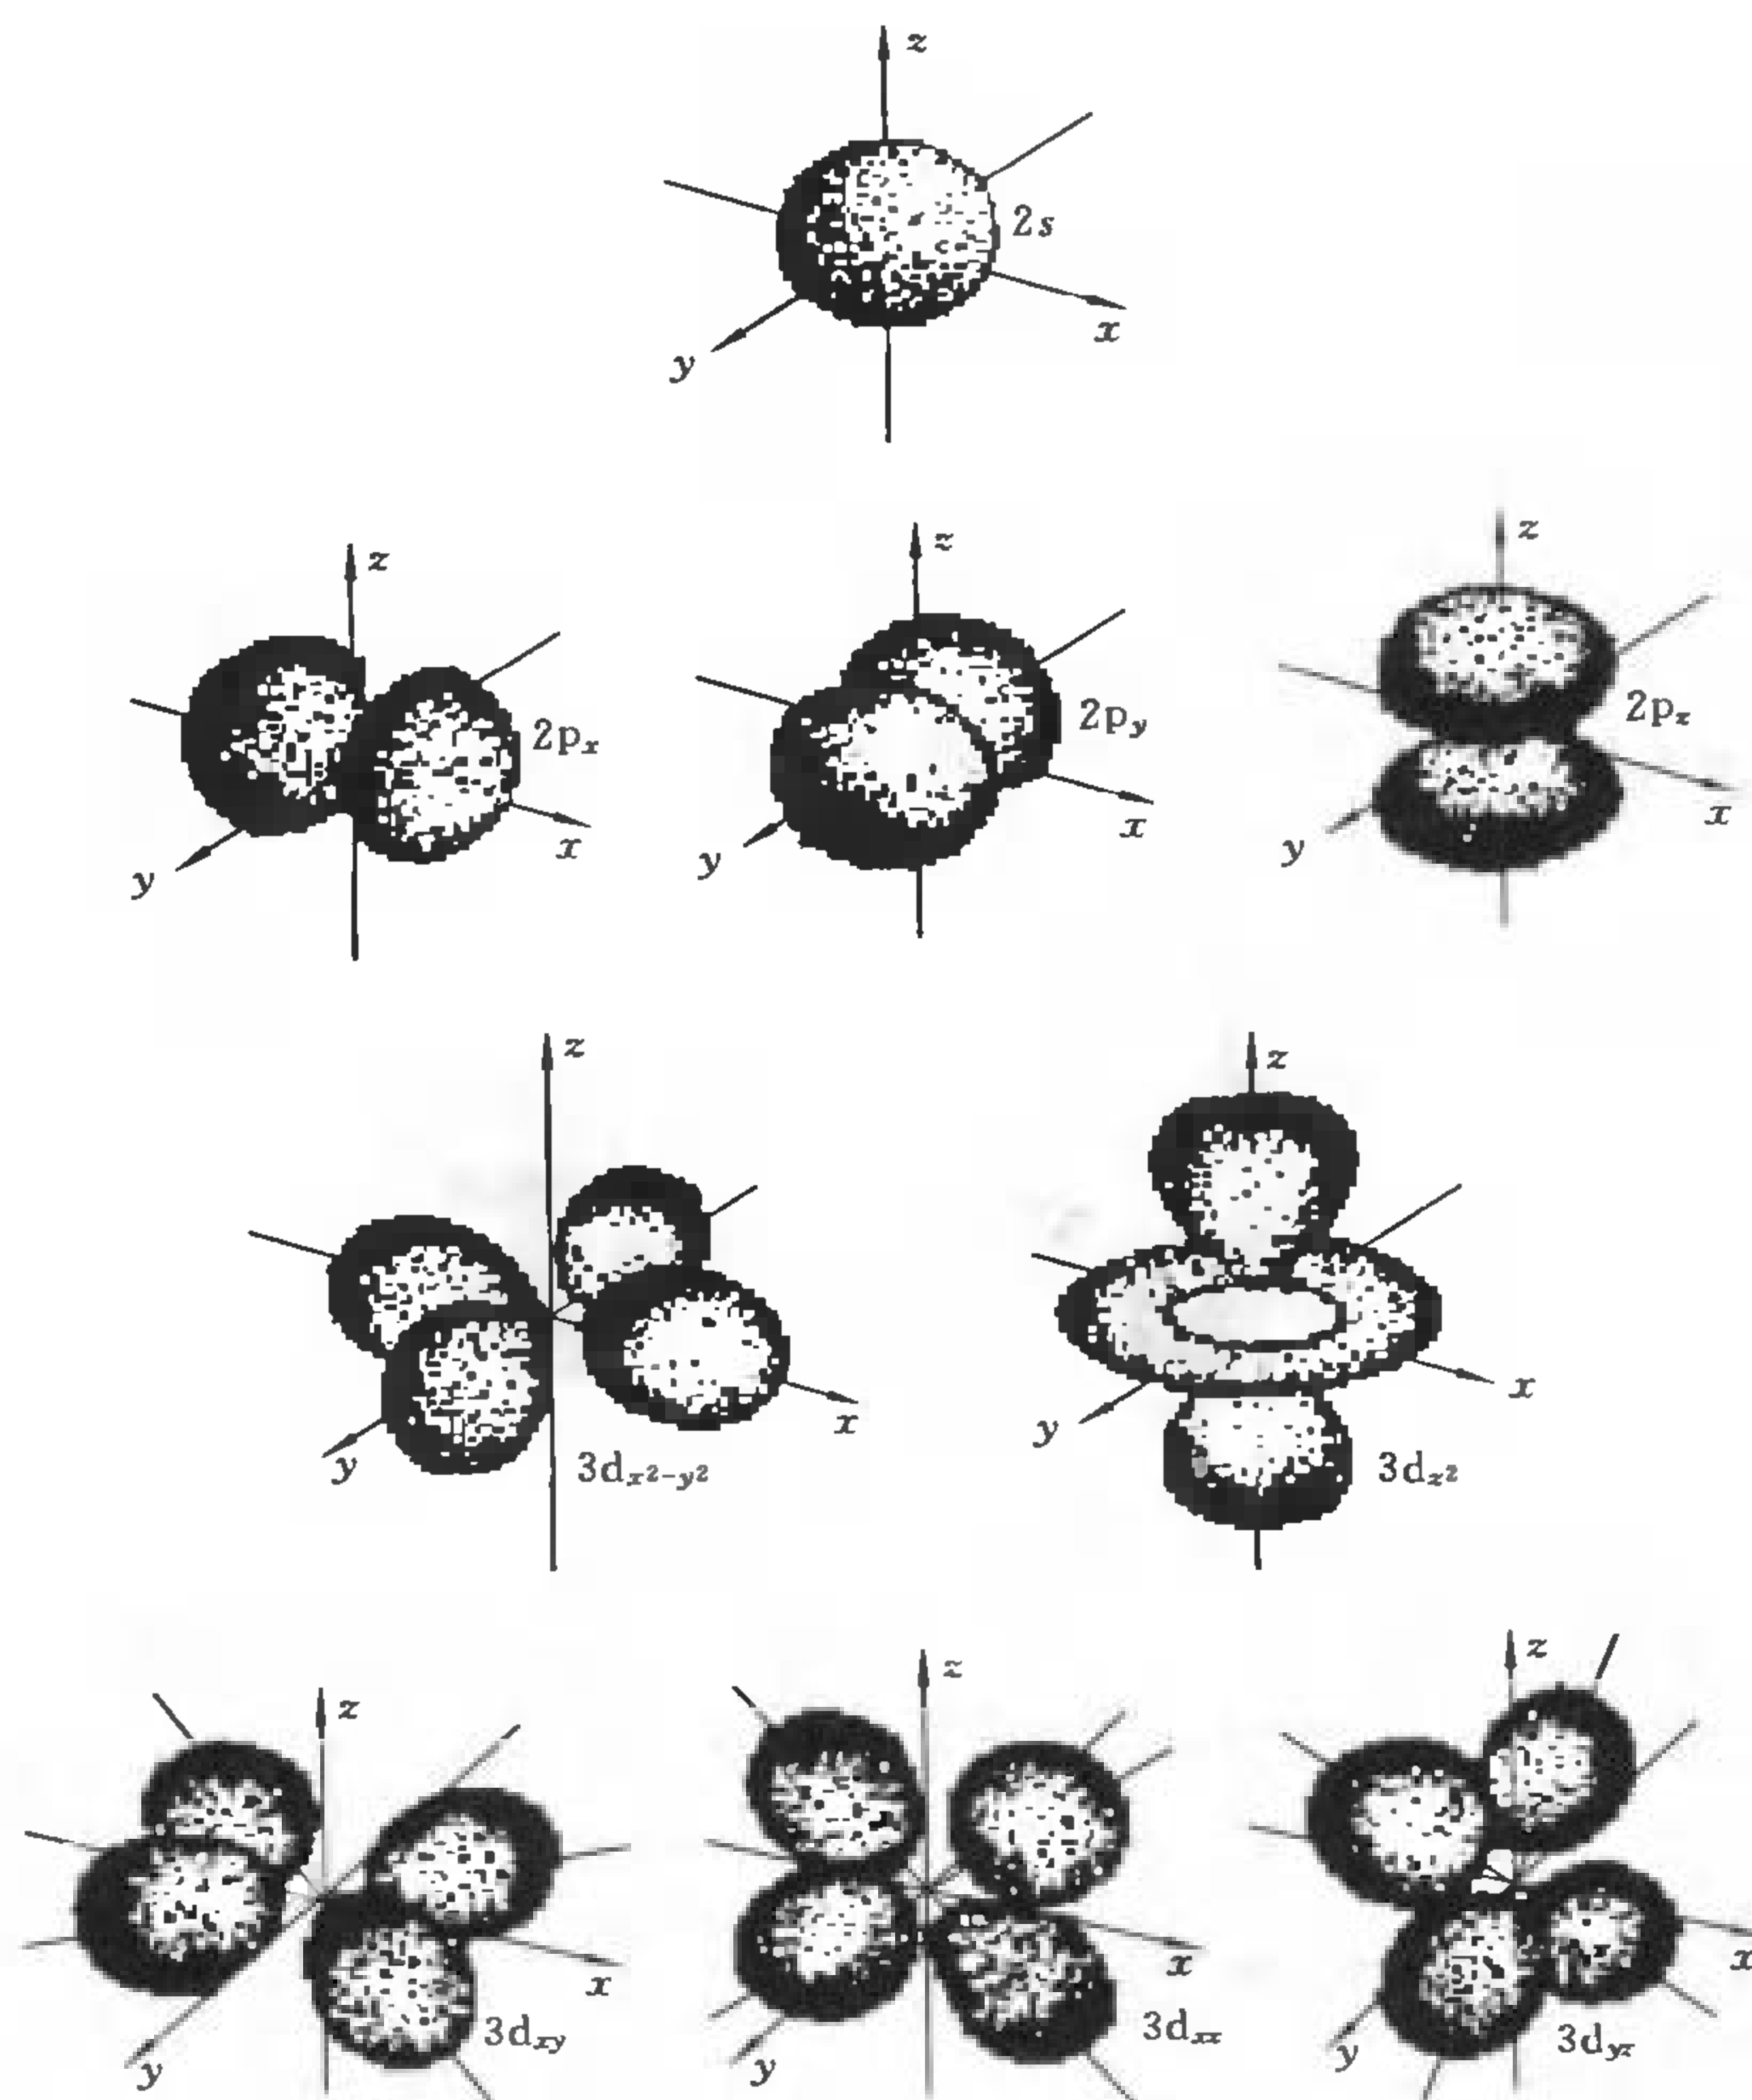 z
2s
x
y
z
2pₓ
x
y
z
2p_y
x
y
z
2p_z
x
y
z
x
y
3d_{x²-y²}
z
x
y
3d_{z²}
z
x
3d_{xy}
y
z
x
3d_{xz}
y
z
x
3d_{yz}
y